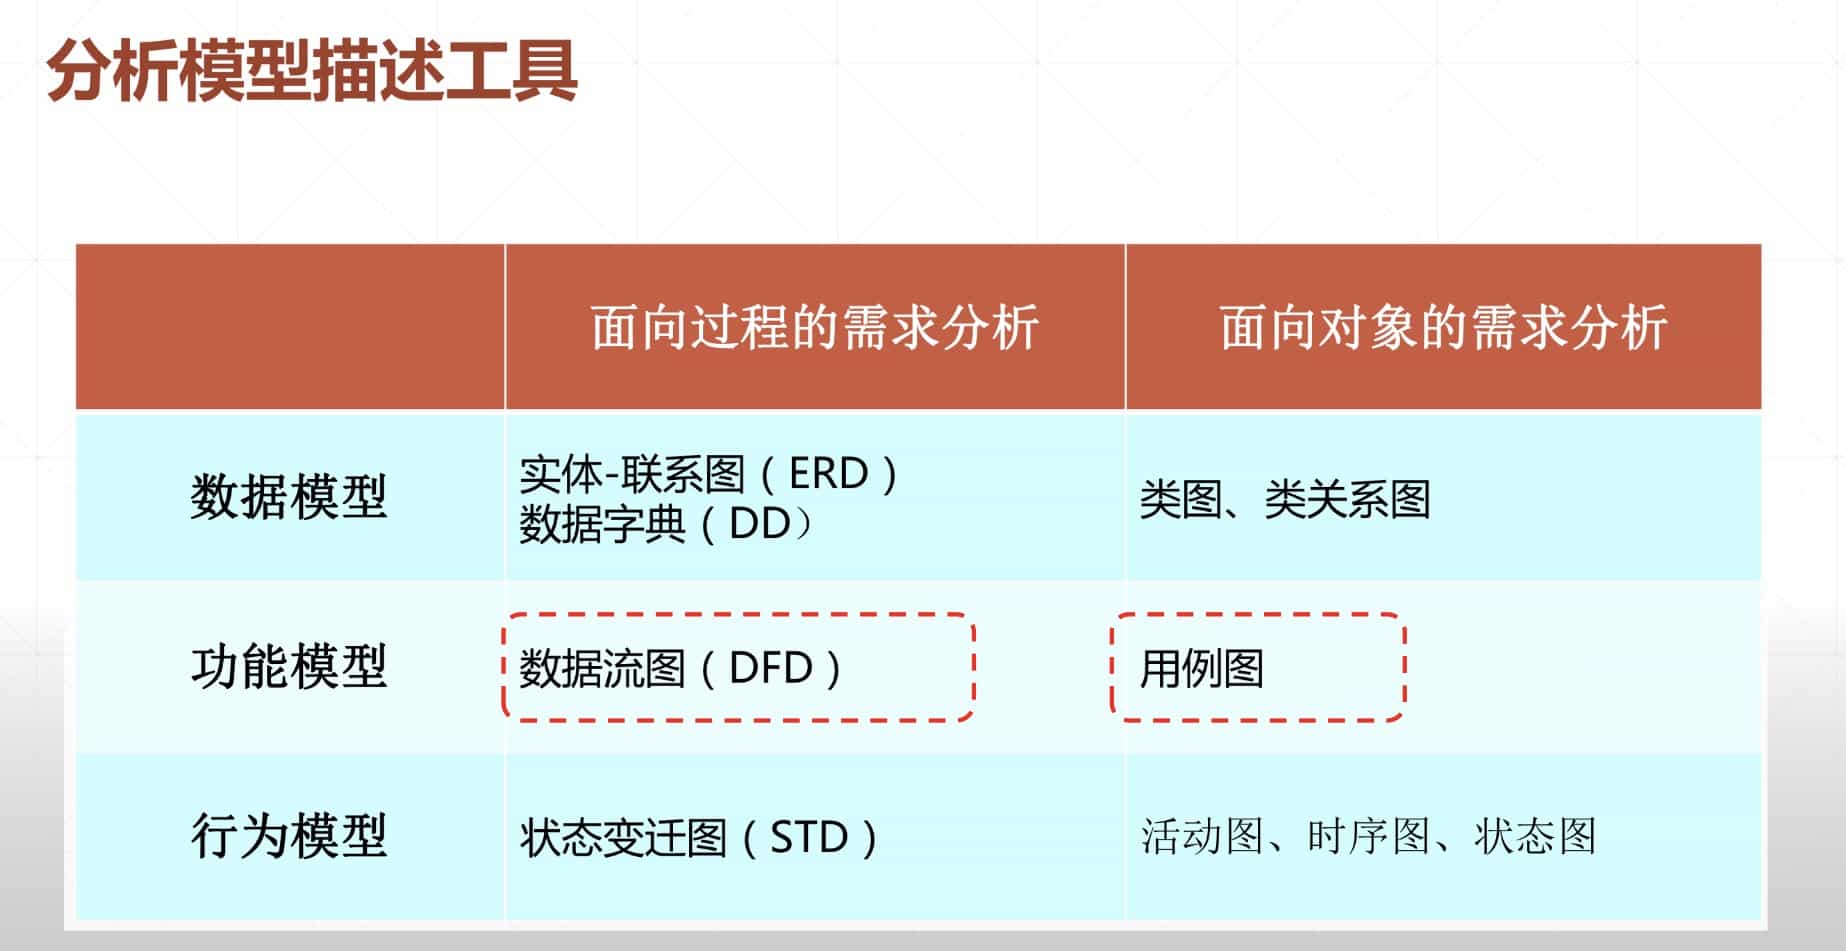 分析模型描述工具
面向过程的需求分析
面向对象的需求分析
数据模型
实体-联系图（ERD）
数据字典（DD）
类图、类关系图
功能模型
数据流图（DFD）
用例图
行为模型
状态变迁图（STD）
活动图、时序图、状态图